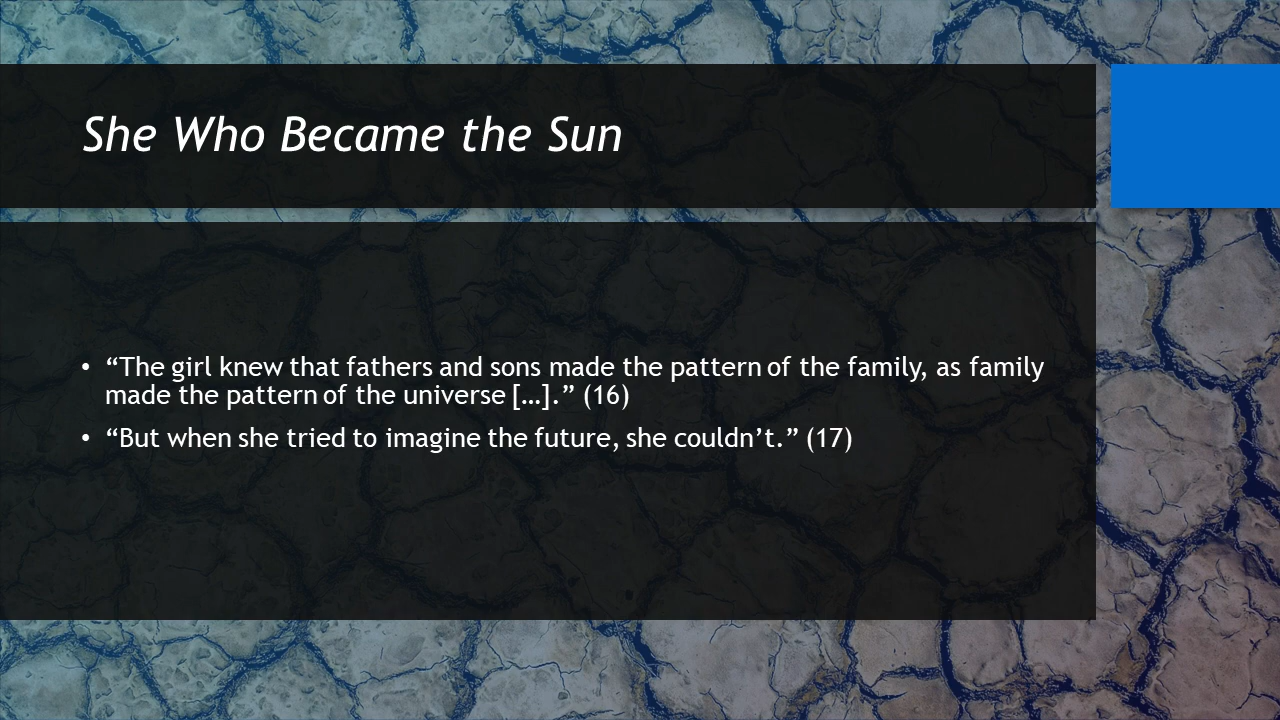 She Who Became the Sun
• “The girl knew that fathers and sons made the pattern of the family, as family
made the pattern of the universe […].” (16)
• “But when she tried to imagine the future, she couldn’t.” (17)